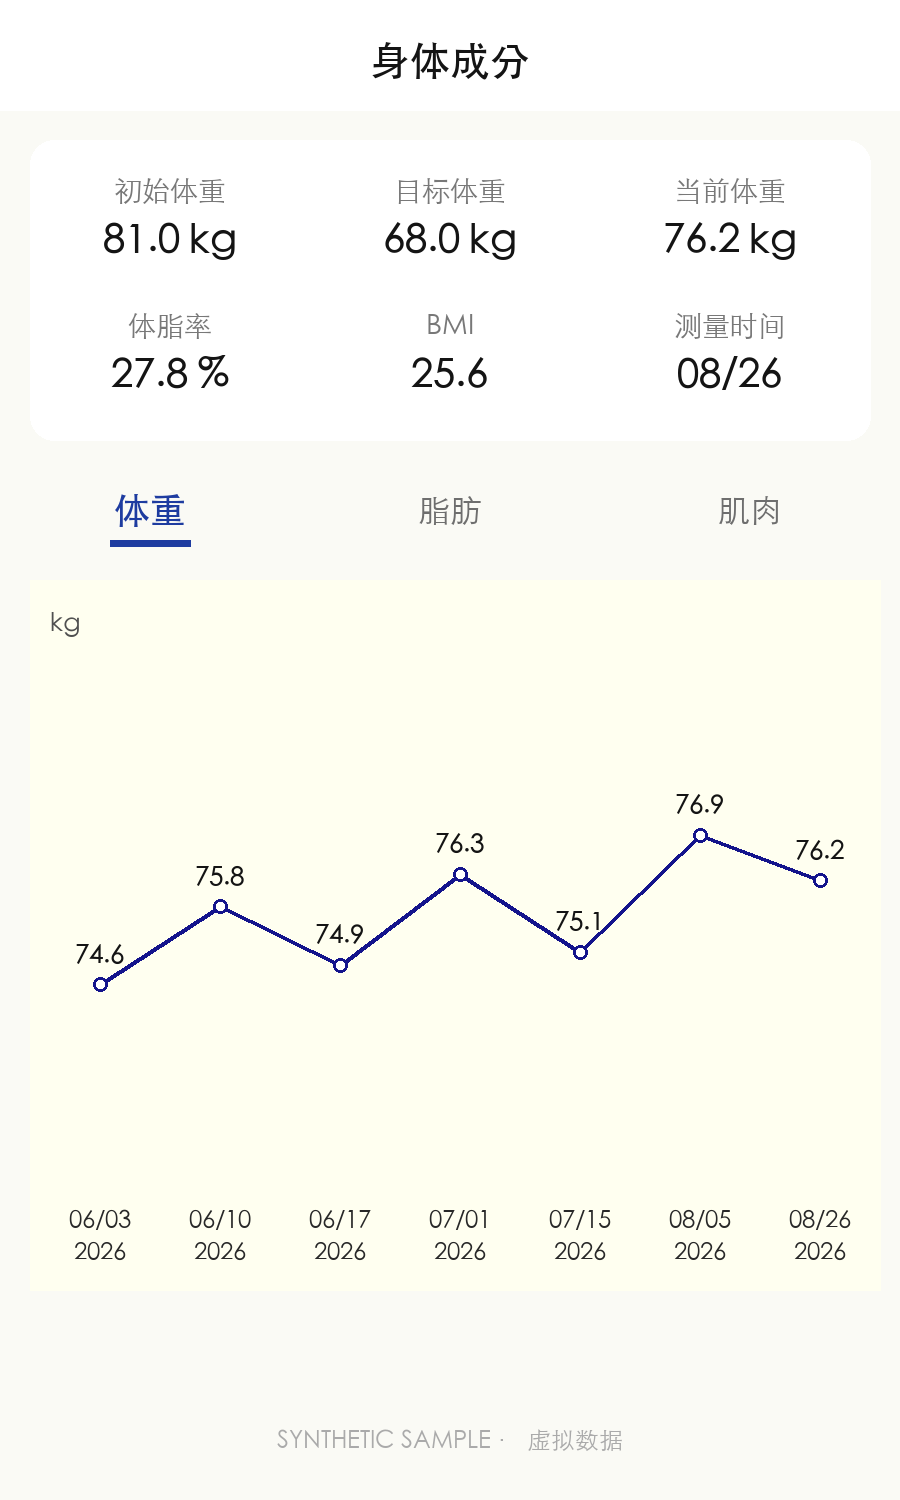 身体成分
初始体重 目标体重 当前体重
81.0 kg 68.0 kg 76.2 kg
体脂率 BMI 测量时间
27.8 % 25.6 08/26
体重 脂肪 肌肉
kg
76.9
76.3 76.2
75.8
74.9 75.1
74.6
06/03 06/10 06/17 07/01 07/15 08/05 08/26
2026 2026 2026 2026 2026 2026 2026
SYNTHETIC SAMPLE · 虚拟数据